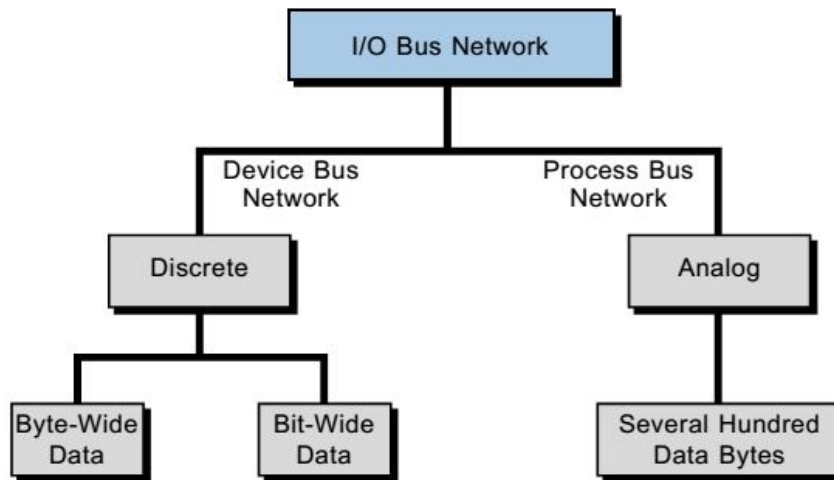 I/O Bus Network
Device Bus
Network
Process Bus
Network
Discrete
Analog
Byte-Wide
Data
Bit-Wide
Data
Several Hundred
Data Bytes